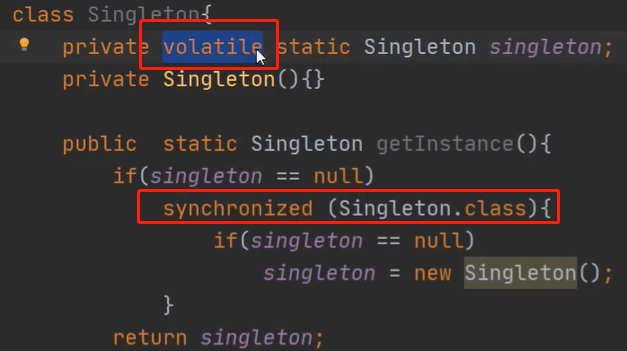 class Singleton{
private volatile static Singleton singleton;
private Singleton(){}
public static Singleton getInstance(){
if(singleton == null)
synchronized (Singleton.class){
if(singleton == null)
singleton = new Singleton();
}
return singleton;